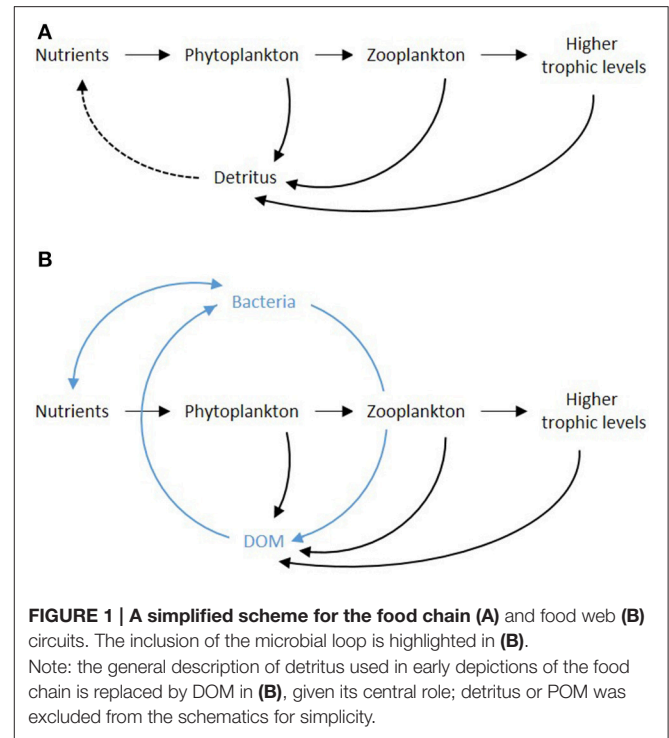 A
Nutrients Phytoplankton Zooplankton Higher
trophic levels
Detritus
B
Bacteria
Nutrients Phytoplankton Zooplankton Higher
trophic levels
DOM
FIGURE 1 | A simplified scheme for the food chain (A) and food web (B)
circuits. The inclusion of the microbial loop is highlighted in (B).
Note: the general description of detritus used in early depictions of the food
chain is replaced by DOM in (B), given its central role; detritus or POM was
excluded from the schematics for simplicity.